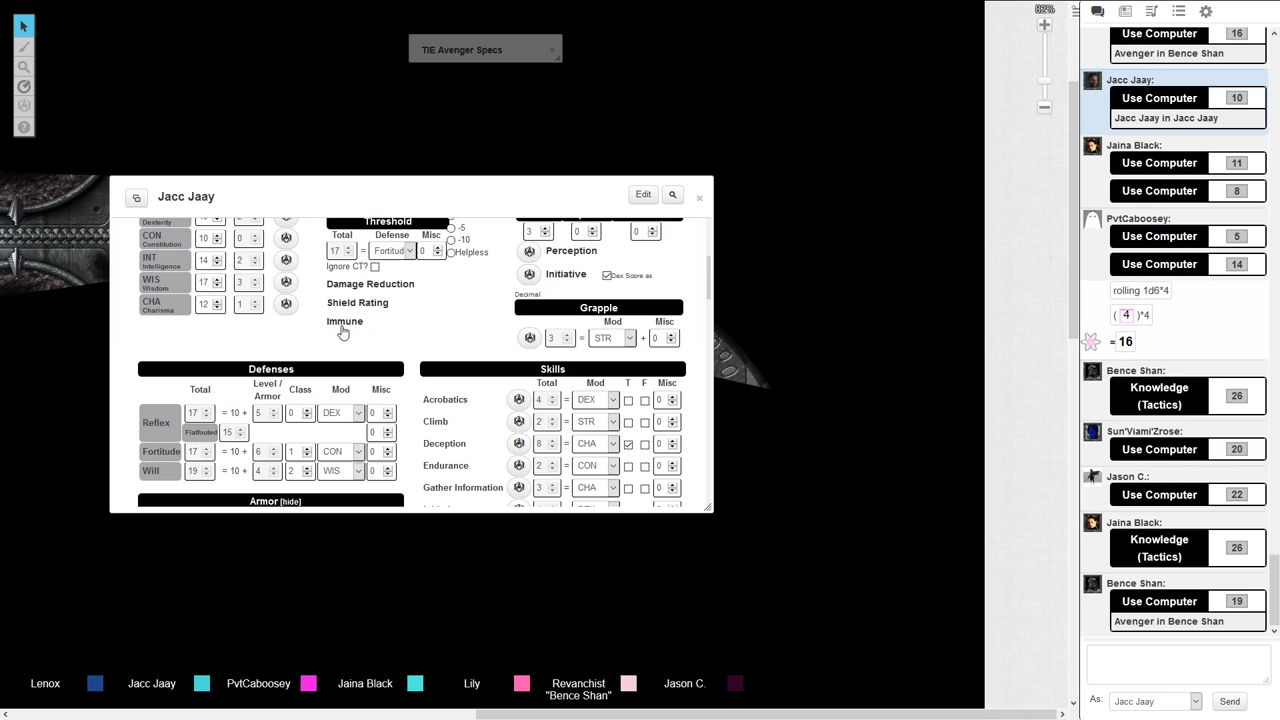 82%
TIE Avenger Specs
16
Avenger in Bence Shan
Jacc Jaay:
Use Computer 10
Jacc Jaay in Jacc Jaay
Jaina Black:
Use Computer 11
Use Computer 8
PvtCaboosey:
Use Computer 5
Use Computer 14
rolling 1d6*4
( 4 )*4
= 16
Bence Shan:
Knowledge
(Tactics) 26
Sun'Viami'Zrose:
Use Computer 20
Jason C.:
Use Computer 22
Jaina Black:
Knowledge
(Tactics) 26
Bence Shan:
Use Computer 19
Avenger in Bence Shan
As: Jacc Jaay Send
Jacc Jaay
Edit
Dexterity
CON
Constitution 10 0
INT
Intelligence 14 2
WIS
Wisdom 17 3
CHA
Charisma 12 1
Threshold
Total Defense Misc
17 = Fortitud 0
Ignore CT?
-5
-10
Helpless
Damage Reduction
Shield Rating
Immune
3 0 0
Perception
Initiative Dex Score as
Decimal
Grapple
Mod Misc
3 = STR + 0
Defenses
Total Level / Armor Class Mod Misc
Reflex 17 = 10 + 5 0 DEX 0
Flatfooted 15 0
Fortitude 17 = 10 + 6 1 CON 0
Will 19 = 10 + 4 2 WIS 0
Armor [hide]
Skills
Total Mod T F Misc
Acrobatics 4 = DEX 0
Climb 2 = STR 0
Deception 8 = CHA 0
Endurance 2 = CON 0
Gather Information 3 = CHA 0
Lenox
Jacc Jaay
PvtCaboosey
Jaina Black
Lily
Revanchist
"Bence Shan"
Jason C.